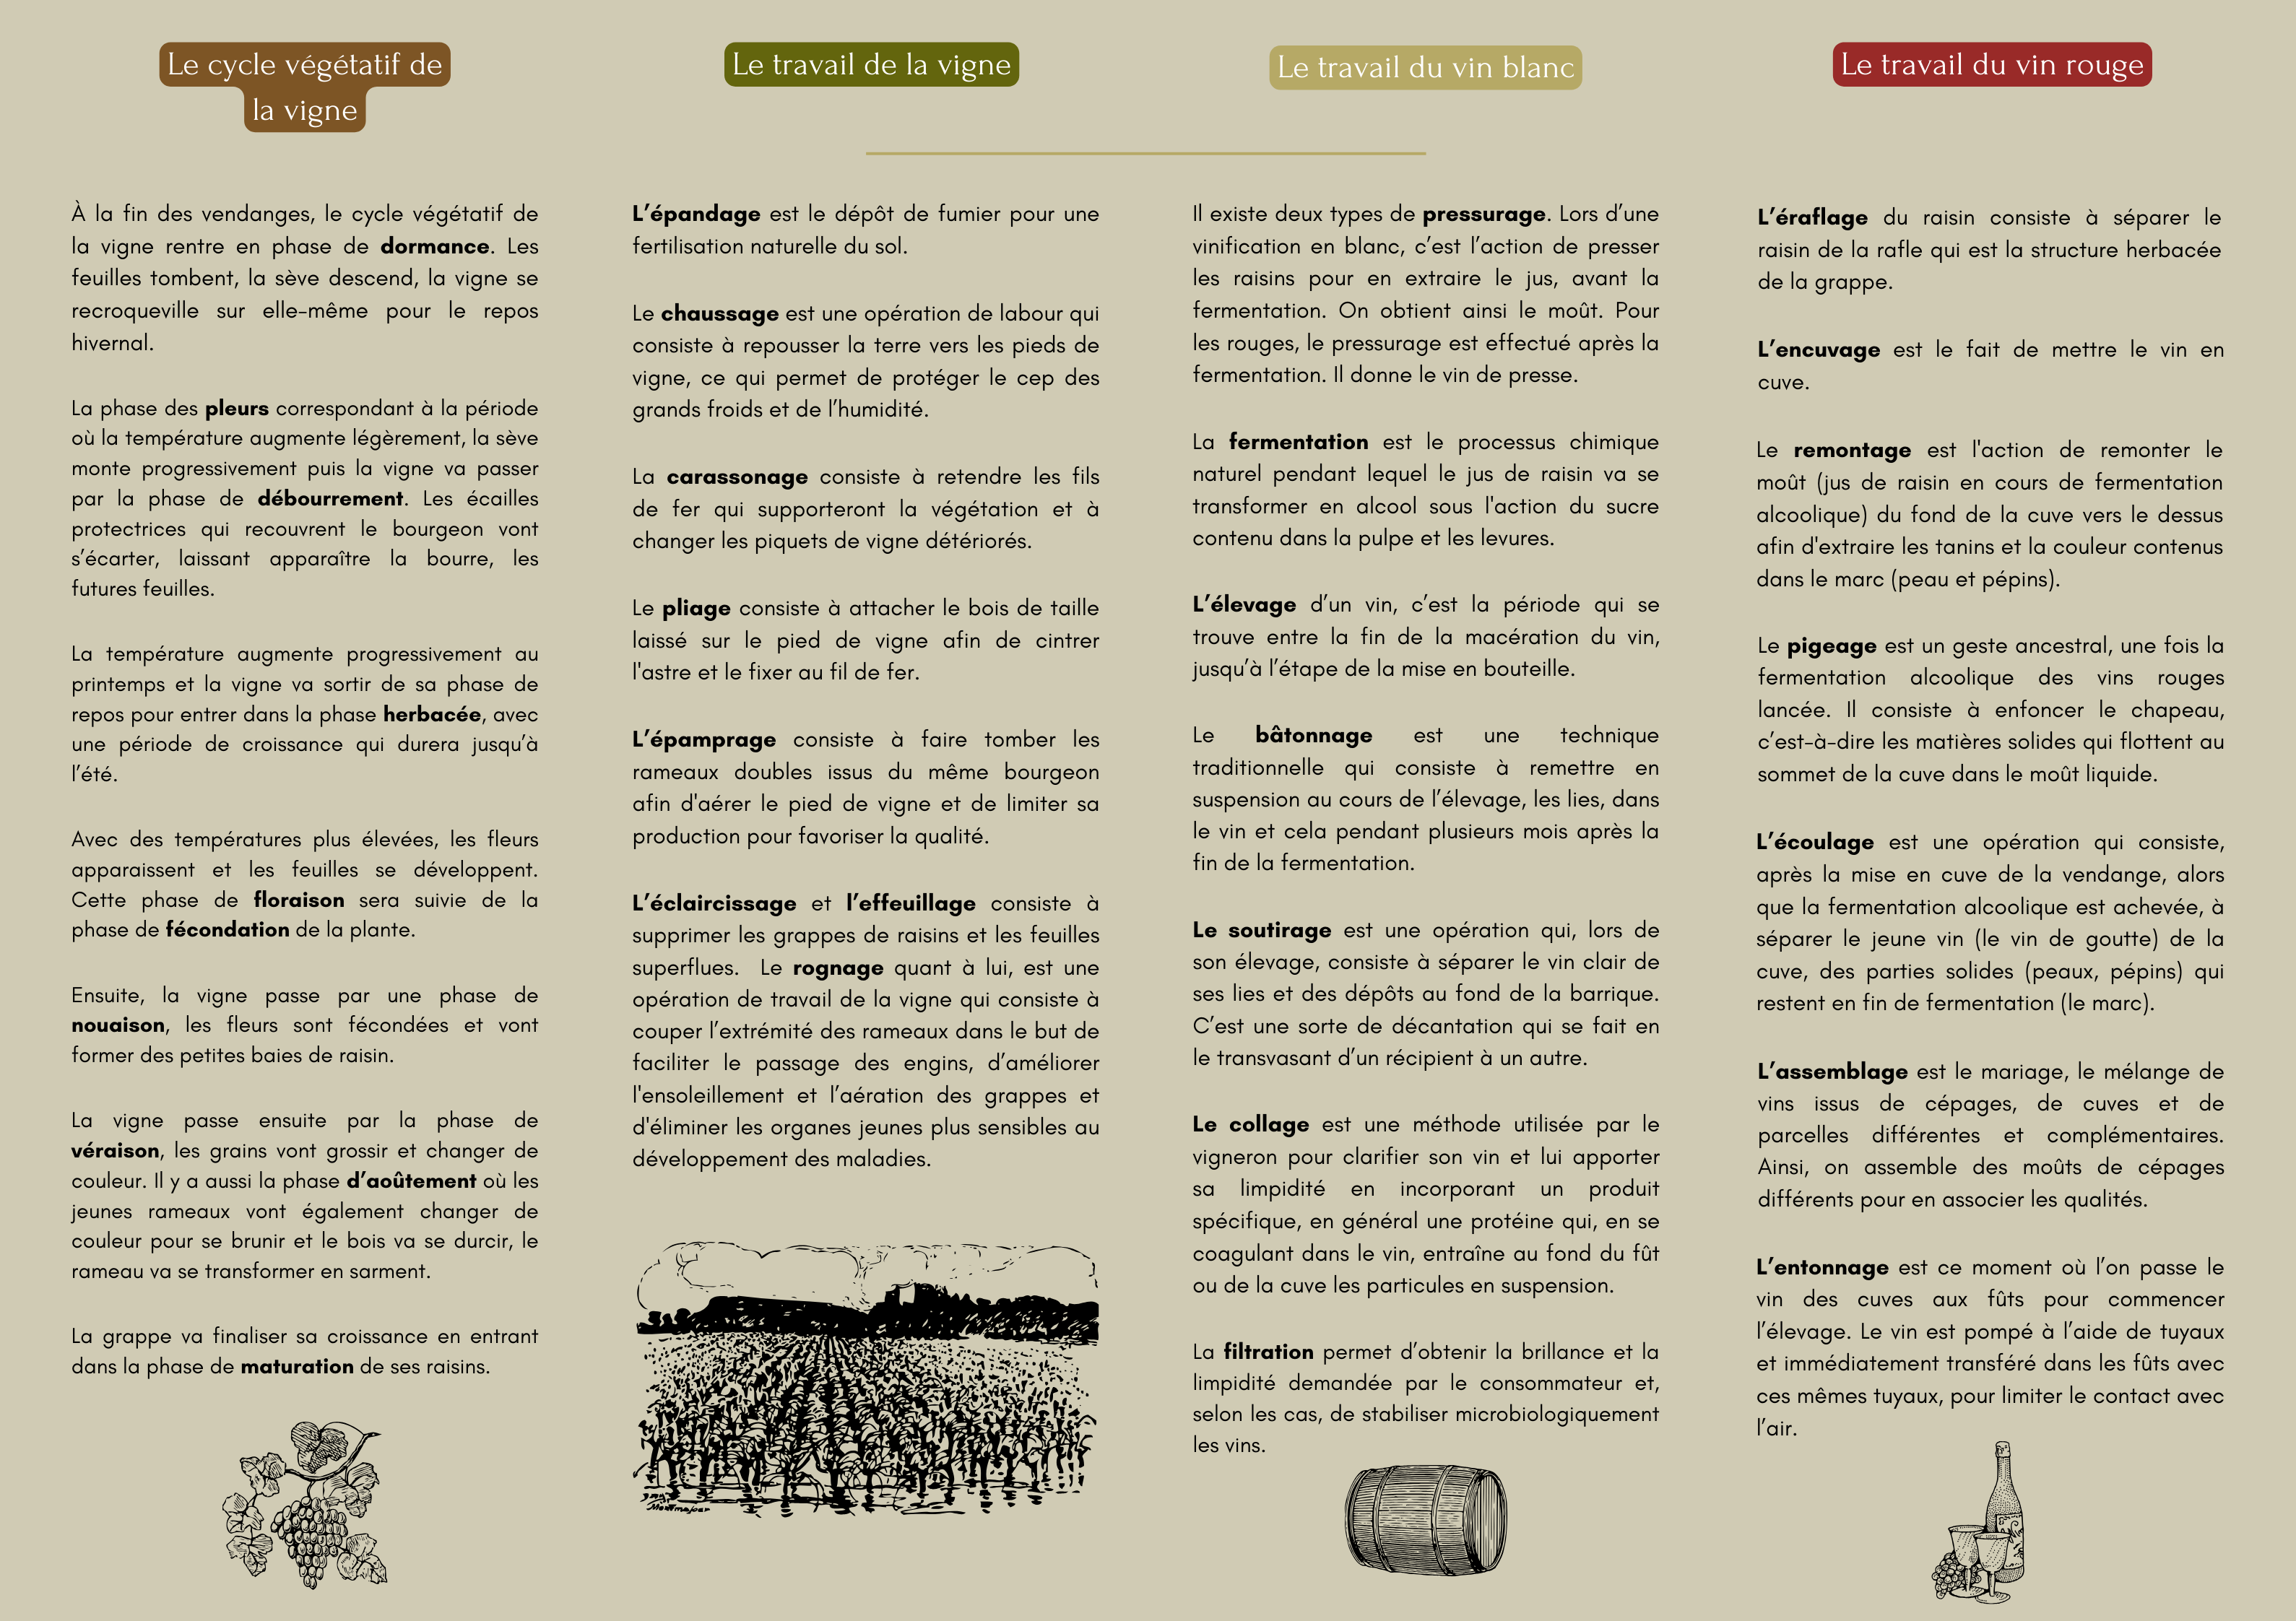 Le cycle végétatif de
la vigne
À la fin des vendanges, le cycle végétatif de
la vigne rentre en phase de dormance. Les
feuilles tombent, la sève descend, la vigne se
recroqueville sur elle-même pour le repos
hivernal.
La phase des pleurs correspondant à la période
où la température augmente légèrement, la sève
monte progressivement puis la vigne va passer
par la phase de débourrement. Les écailles
protectrices qui recouvrent le bourgeon vont
s’écarter, laissant apparaître la bourre, les
futures feuilles.
La température augmente progressivement au
printemps et la vigne va sortir de sa phase de
repos pour entrer dans la phase herbacée, avec
une période de croissance qui durera jusqu’à
l’été.
Avec des températures plus élevées, les fleurs
apparaissent et les feuilles se développent.
Cette phase de floraison sera suivie de la
phase de fécondation de la plante.
Ensuite, la vigne passe par une phase de
nouaison, les fleurs sont fécondées et vont
former des petites baies de raisin.
La vigne passe ensuite par la phase de
véraison, les grains vont grossir et changer de
couleur. Il y a aussi la phase d’aoûtement où les
jeunes rameaux vont également changer de
couleur pour se brunir et le bois va se durcir, le
rameau va se transformer en sarment.
La grappe va finaliser sa croissance en entrant
dans la phase de maturation de ses raisins.
Le travail de la vigne
L’épandage est le dépôt de fumier pour une
fertilisation naturelle du sol.
Le chaussage est une opération de labour qui
consiste à repousser la terre vers les pieds de
vigne, ce qui permet de protéger le cep des
grands froids et de l’humidité.
La carassonage consiste à retendre les fils
de fer qui supporteront la végétation et à
changer les piquets de vigne détériorés.
Le pliage consiste à attacher le bois de taille
laissé sur le pied de vigne afin de cintrer
l'astre et le fixer au fil de fer.
L’épamprage consiste à faire tomber les
rameaux doubles issus du même bourgeon
afin d'aérer le pied de vigne et de limiter sa
production pour favoriser la qualité.
L’éclaircissage et l’effeuillage consiste à
supprimer les grappes de raisins et les feuilles
superflues. Le rognage quant à lui, est une
opération de travail de la vigne qui consiste à
couper l’extrémité des rameaux dans le but de
faciliter le passage des engins, d’améliorer
l'ensoleillement et l’aération des grappes et
d'éliminer les organes jeunes plus sensibles au
développement des maladies.
Le travail du vin blanc
Il existe deux types de pressurage. Lors d’une
vinification en blanc, c’est l’action de presser
les raisins pour en extraire le jus, avant la
fermentation. On obtient ainsi le moût. Pour
les rouges, le pressurage est effectué après la
fermentation. Il donne le vin de presse.
La fermentation est le processus chimique
naturel pendant lequel le jus de raisin va se
transformer en alcool sous l'action du sucre
contenu dans la pulpe et les levures.
L’élevage d’un vin, c’est la période qui se
trouve entre la fin de la macération du vin,
jusqu’à l’étape de la mise en bouteille.
Le bâtonnage est une technique
traditionnelle qui consiste à remettre en
suspension au cours de l’élevage, les lies, dans
le vin et cela pendant plusieurs mois après la
fin de la fermentation.
Le soutirage est une opération qui, lors de
son élevage, consiste à séparer le vin clair de
ses lies et des dépôts au fond de la barrique.
C’est une sorte de décantation qui se fait en
le transvasant d’un récipient à un autre.
Le collage est une méthode utilisée par le
vigneron pour clarifier son vin et lui apporter
sa limpidité en incorporant un produit
spécifique, en général une protéine qui, en se
coagulant dans le vin, entraîne au fond du fût
ou de la cuve les particules en suspension.
La filtration permet d’obtenir la brillance et la
limpidité demandée par le consommateur et,
selon les cas, de stabiliser microbiologiquement
les vins.
Le travail du vin rouge
L’éraflage du raisin consiste à séparer le
raisin de la rafle qui est la structure herbacée
de la grappe.
L’encuvage est le fait de mettre le vin en
cuve.
Le remontage est l'action de remonter le
moût (jus de raisin en cours de fermentation
alcoolique) du fond de la cuve vers le dessus
afin d'extraire les tanins et la couleur contenus
dans le marc (peau et pépins).
Le pigeage est un geste ancestral, une fois la
fermentation alcoolique des vins rouges
lancée. Il consiste à enfoncer le chapeau,
c’est-à-dire les matières solides qui flottent au
sommet de la cuve dans le moût liquide.
L’écoulage est une opération qui consiste,
après la mise en cuve de la vendange, alors
que la fermentation alcoolique est achevée, à
séparer le jeune vin (le vin de goutte) de la
cuve, des parties solides (peaux, pépins) qui
restent en fin de fermentation (le marc).
L’assemblage est le mariage, le mélange de
vins issus de cépages, de cuves et de
parcelles différentes et complémentaires.
Ainsi, on assemble des moûts de cépages
différents pour en associer les qualités.
L’entonnage est ce moment où l’on passe le
vin des cuves aux fûts pour commencer
l’élevage. Le vin est pompé à l’aide de tuyaux
et immédiatement transféré dans les fûts avec
ces mêmes tuyaux, pour limiter le contact avec
l’air.